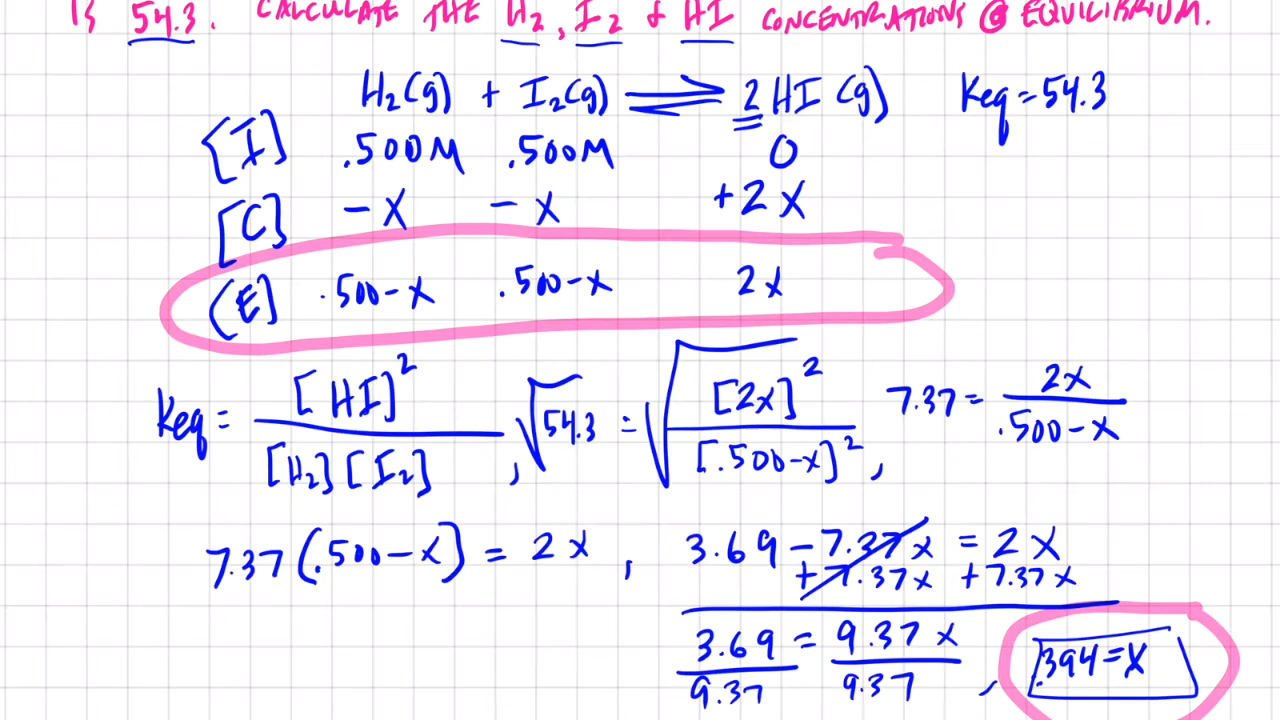 IS 54.3. CALCULATE THE H₂, I₂ & HI CONCENTRATIONS @ EQUILIBRIUM.
H₂(g) + I₂(g) ⇌ 2HI (g) Keq=54.3
[I] .500M .500M 0
[C] -X -X +2X
[E] .500-X .500-X 2X
Keq = [HI]² / [H₂][I₂] , √54.3 = √([2x]² / [.500-x]²) , 7.37 = 2x / .500-x
7.37(.500-x) = 2x , 3.69 - 7.37x = 2x
+7.37x +7.37x
3.69 = 9.37x
9.37 9.37 , .394=X